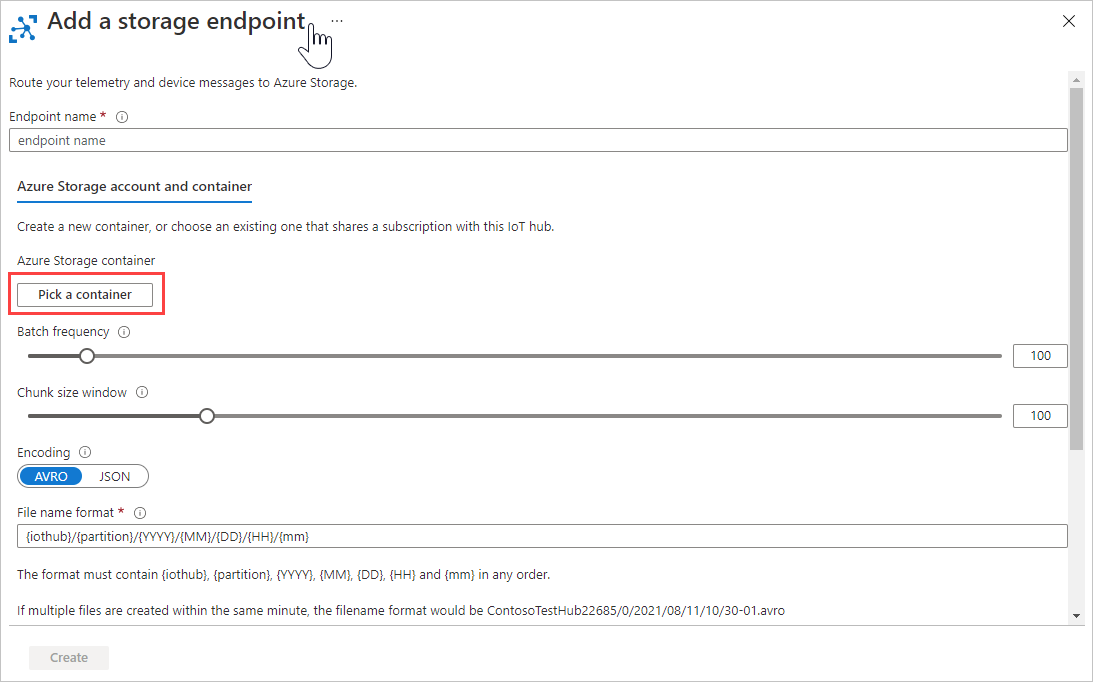 Add a storage endpoint ...
Route your telemetry and device messages to Azure Storage.
Endpoint name *
endpoint name
Azure Storage account and container
Create a new container, or choose an existing one that shares a subscription with this IoT hub.
Azure Storage container
Pick a container
Batch frequency
100
Chunk size window
100
Encoding
AVRO JSON
File name format *
{iothub}/{partition}/{YYYY}/{MM}/{DD}/{HH}/{mm}
The format must contain {iothub}, {partition}, {YYYY}, {MM}, {DD}, {HH} and {mm} in any order.
If multiple files are created within the same minute, the filename format would be ContosoTestHub22685/0/2021/08/11/10/30-01.avro
Create